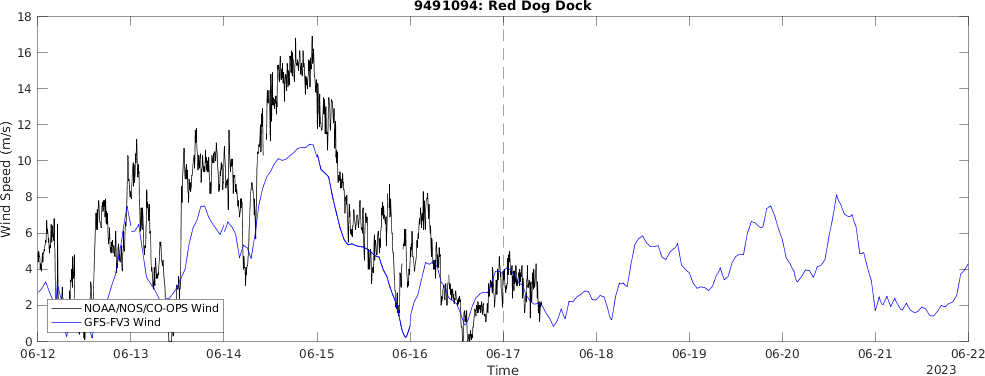 9491094: Red Dog Dock
Wind Speed (m/s)
18
16
14
12
10
8
6
4
2
0
NOAA/NOS/CO-OPS Wind
GFS-FV3 Wind
06-12 06-13 06-14 06-15 06-16 06-17 06-18 06-19 06-20 06-21 06-22
Time
2023